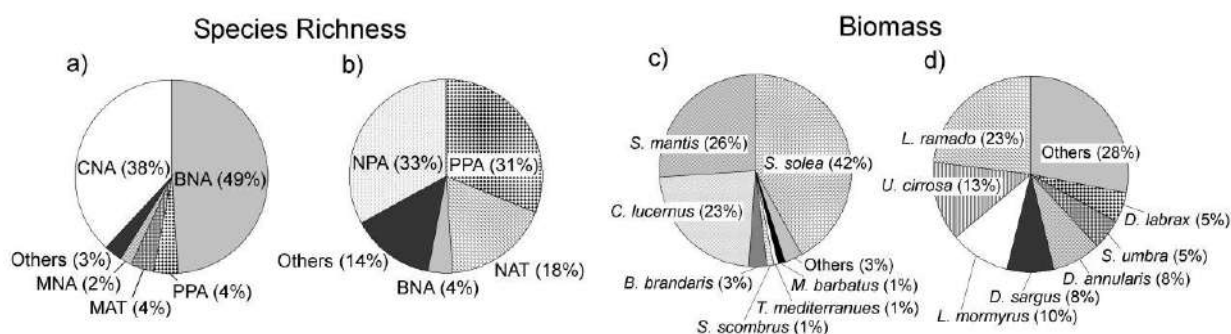 Species Richness
Biomass
a)
CNA (38%)
BNA (49%)
Others (3%)
MNA (2%)
MAT (4%)
PPA (4%)
b)
NPA (33%)
PPA (31%)
Others (14%)
BNA (4%)
NAT (18%)
c)
S. mantis (26%)
S. solea (42%)
C. lucernus (23%)
B. brandaris (3%)
Others (3%)
M. barbatus (1%)
T. mediterranues (1%)
S. scombrus (1%)
d)
L. ramado (23%)
Others (28%)
U. cirrosa (13%)
D. labrax (5%)
S. umbra (5%)
D. annularis (8%)
D. sargus (8%)
L. mormyrus (10%)